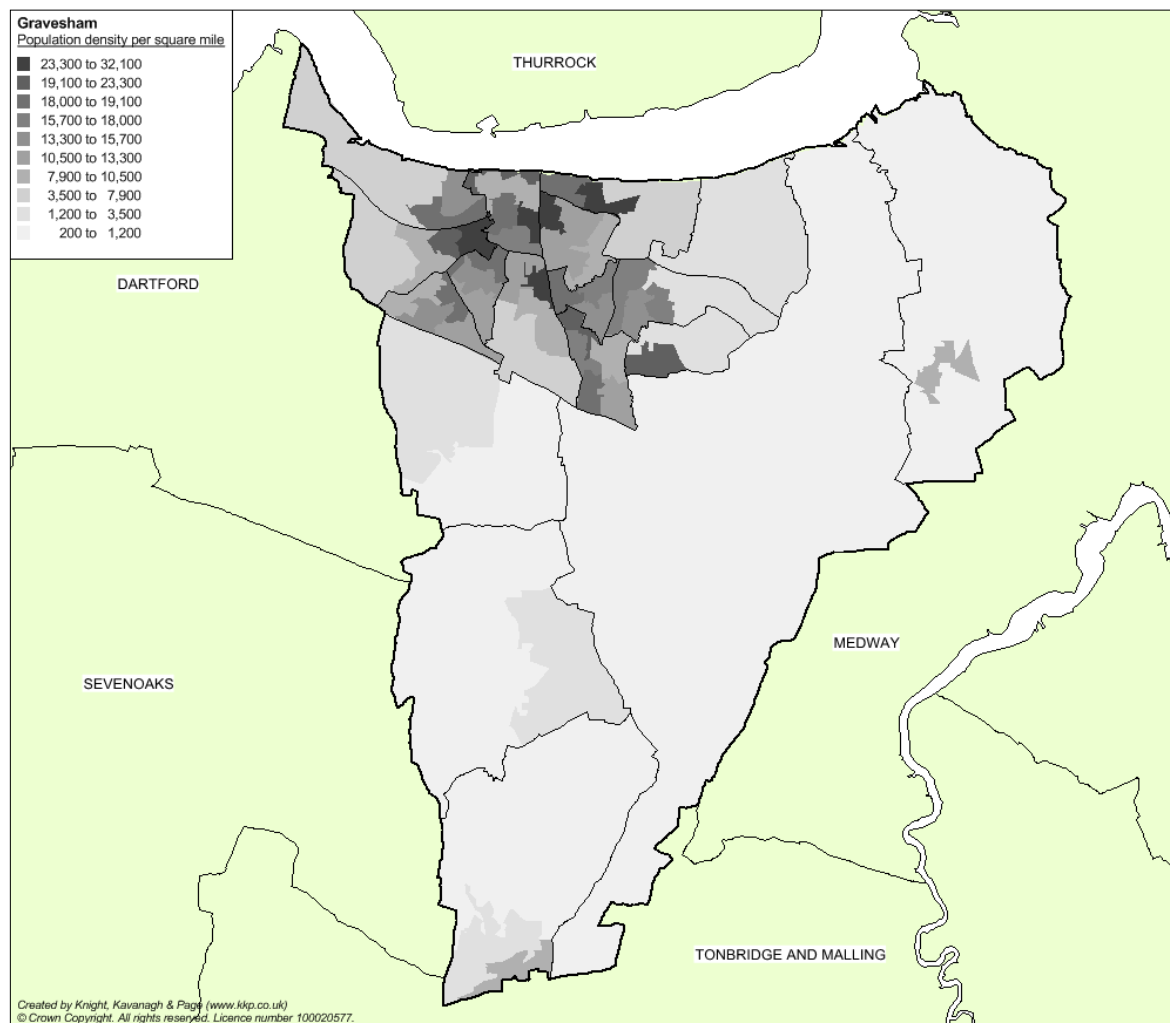 Gravesham
Population density per square mile
23,300 to 32,100
19,100 to 23,300
18,000 to 19,100
15,700 to 18,000
13,300 to 15,700
10,500 to 13,300
7,900 to 10,500
3,500 to 7,900
1,200 to 3,500
200 to 1,200
THURROCK
DARTFORD
MEDWAY
SEVENOAKS
TONBRIDGE AND MALLING
Created by Knight, Kavanagh & Page (www.kkp.co.uk)
© Crown Copyright. All rights reserved. Licence number 100020577.